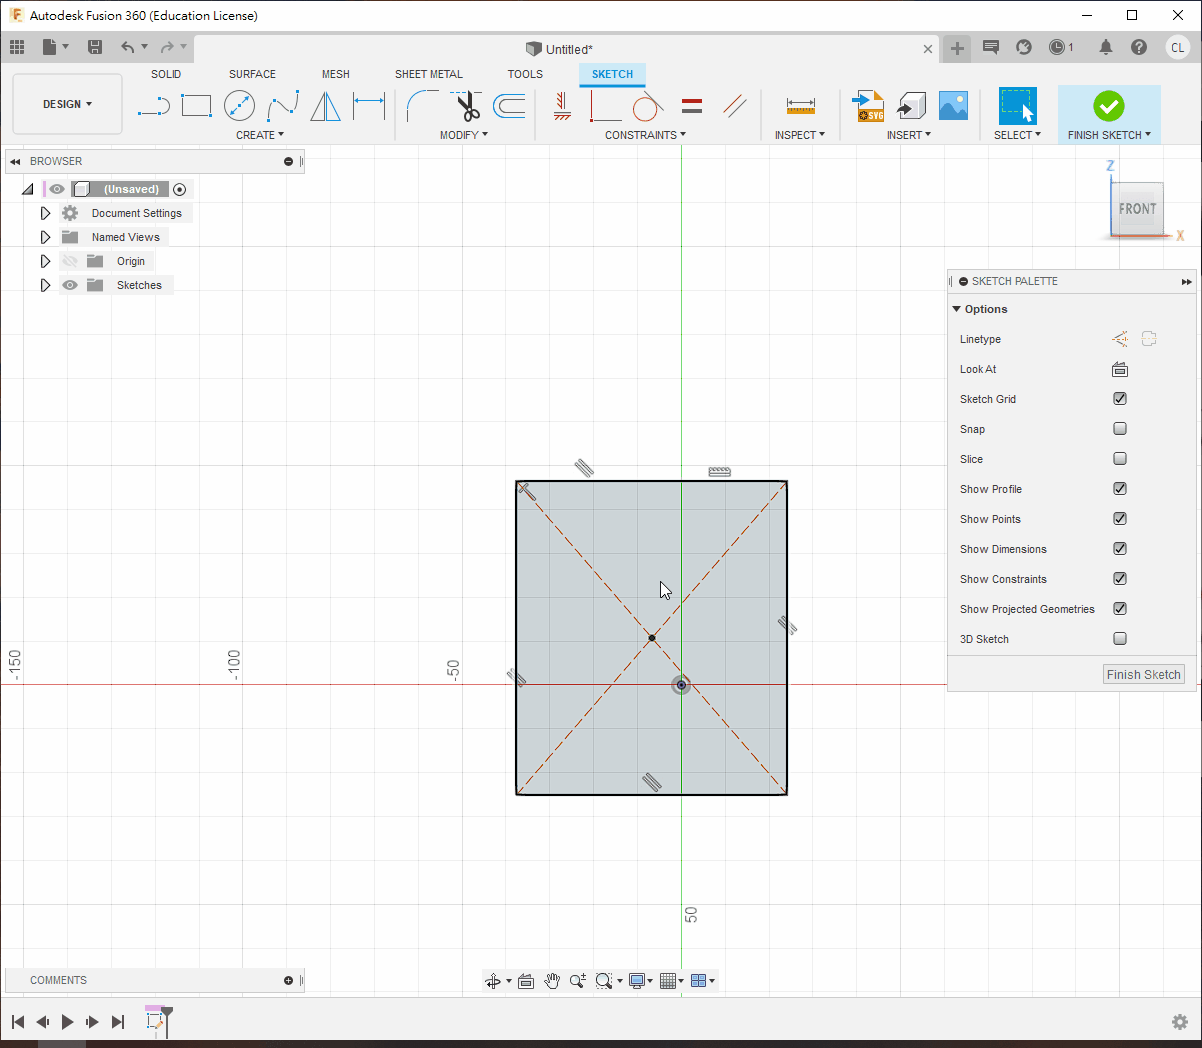 Autodesk Fusion 360 (Education License)
Untitled*
1
CL
SOLID SURFACE MESH SHEET METAL TOOLS SKETCH
DESIGN
SVG
CREATE MODIFY CONSTRAINTS INSPECT INSERT SELECT FINISH SKETCH
BROWSER
(Unsaved)
Document Settings
Named Views
Origin
Sketches
Z
FRONT
X
SKETCH PALETTE
Options
Linetype
Look At
Sketch Grid
Snap
Slice
Show Profile
Show Points
Show Dimensions
Show Constraints
Show Projected Geometries
3D Sketch
Finish Sketch
-150
-100
-50
50
COMMENTS